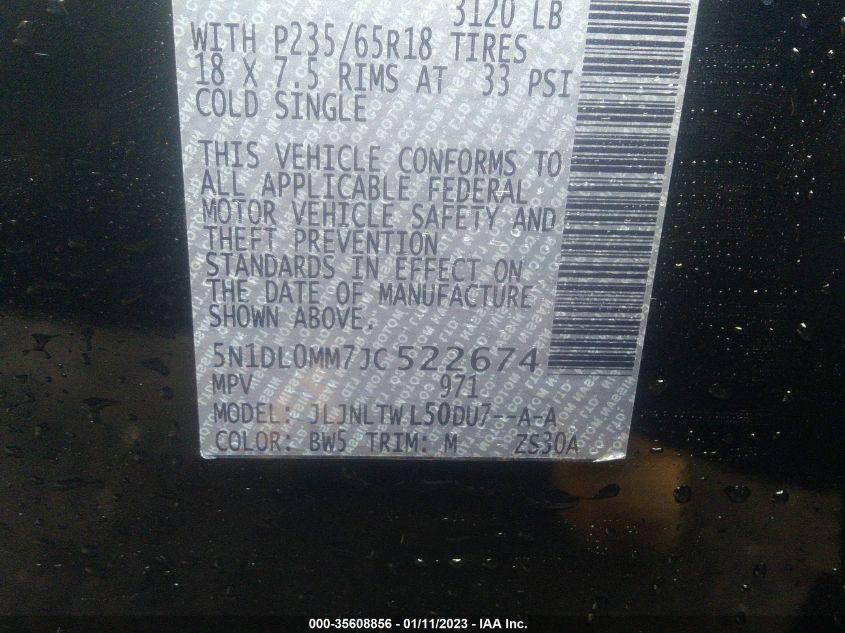 3120 LB
WITH P235/65R18 TIRES
18 X 7.5 RIMS AT 33 PSI
COLD SINGLE
THIS VEHICLE CONFORMS TO
ALL APPLICABLE FEDERAL
MOTOR VEHICLE SAFETY AND
THEFT PREVENTION
STANDARDS IN EFFECT ON
THE DATE OF MANUFACTURE
SHOWN ABOVE.
5N1DL0MM7JC522674
MPV 971
MODEL: JLJNLTWL50DU7--A-A
COLOR: BW5 TRIM: M ZS30A
000-35608856 - 01/11/2023 - IAA Inc.